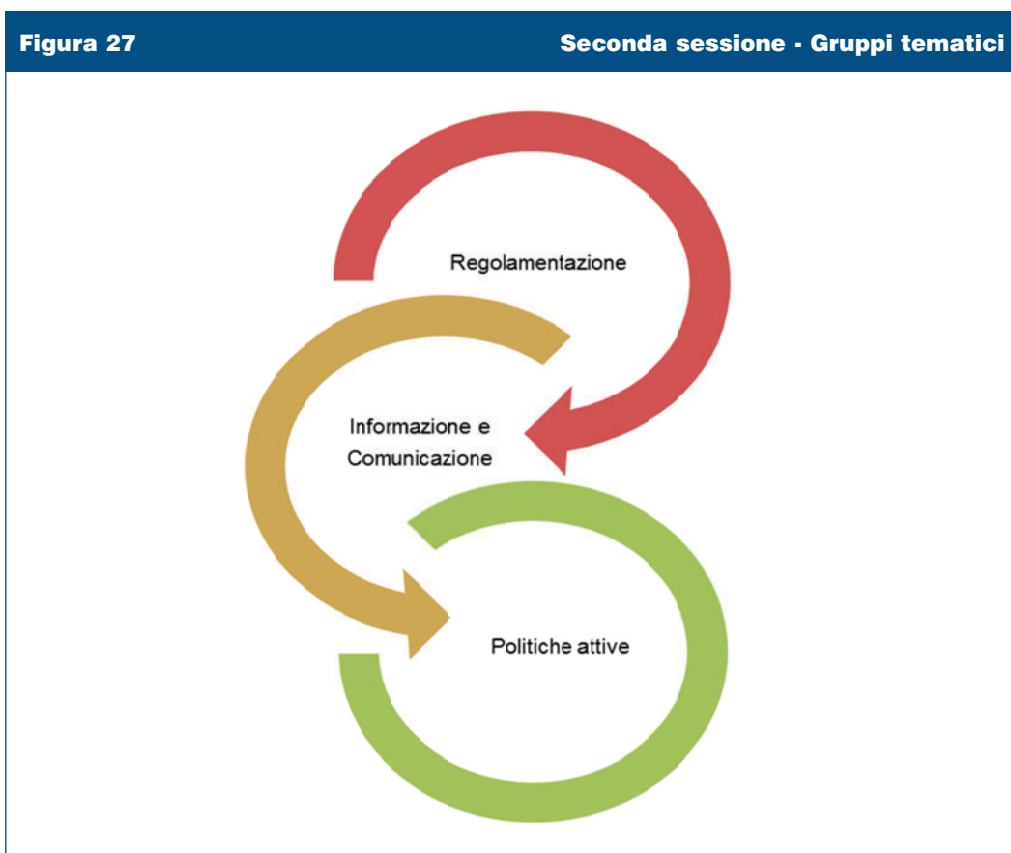 Figura 27
Seconda sessione - Gruppi tematici
Regolamentazione
Informazione e
Comunicazione
Politiche attive